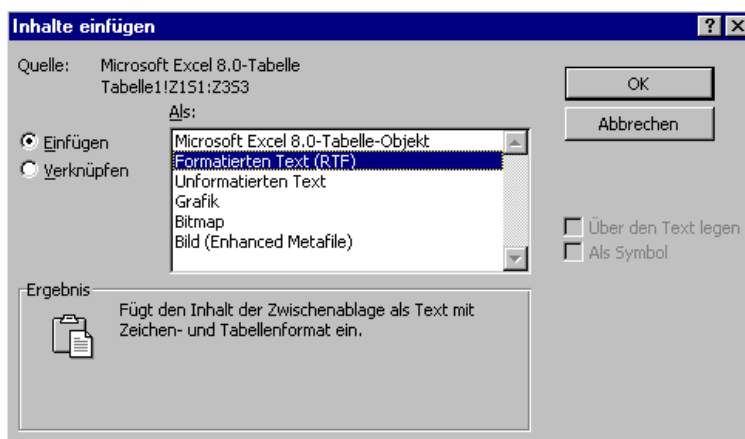 Inhalte einfügen
Quelle: Microsoft Excel 8.0-Tabelle
Tabelle1!Z1S1:Z3S3
Als:
Einfügen
Verknüpfen
Microsoft Excel 8.0-Tabelle-Objekt
Formatierten Text (RTF)
Unformatierten Text
Grafik
Bitmap
Bild (Enhanced Metafile)
OK
Abbrechen
Über den Text legen
Als Symbol
Ergebnis
Fügt den Inhalt der Zwischenablage als Text mit
Zeichen- und Tabellenformat ein.